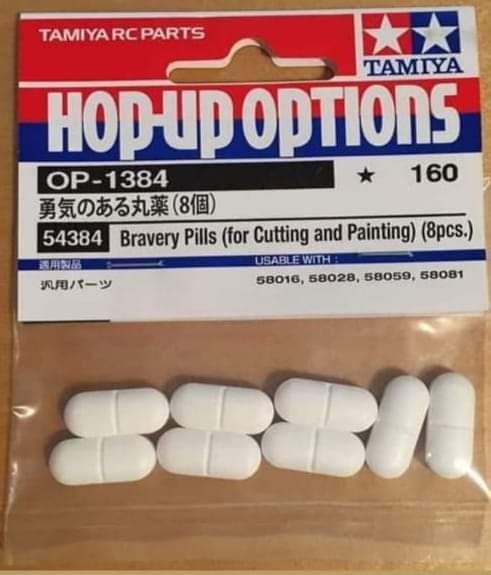 TAMIYA RC PARTS
TAMIYA
HOP-UP OPTIONS
OP-1384 ★ 160
勇気のある丸薬(8個)
54384 Bravery Pills (for Cutting and Painting) (8pcs.)
適用製品 USABLE WITH :
汎用パーツ 58016, 58028, 58059, 58081